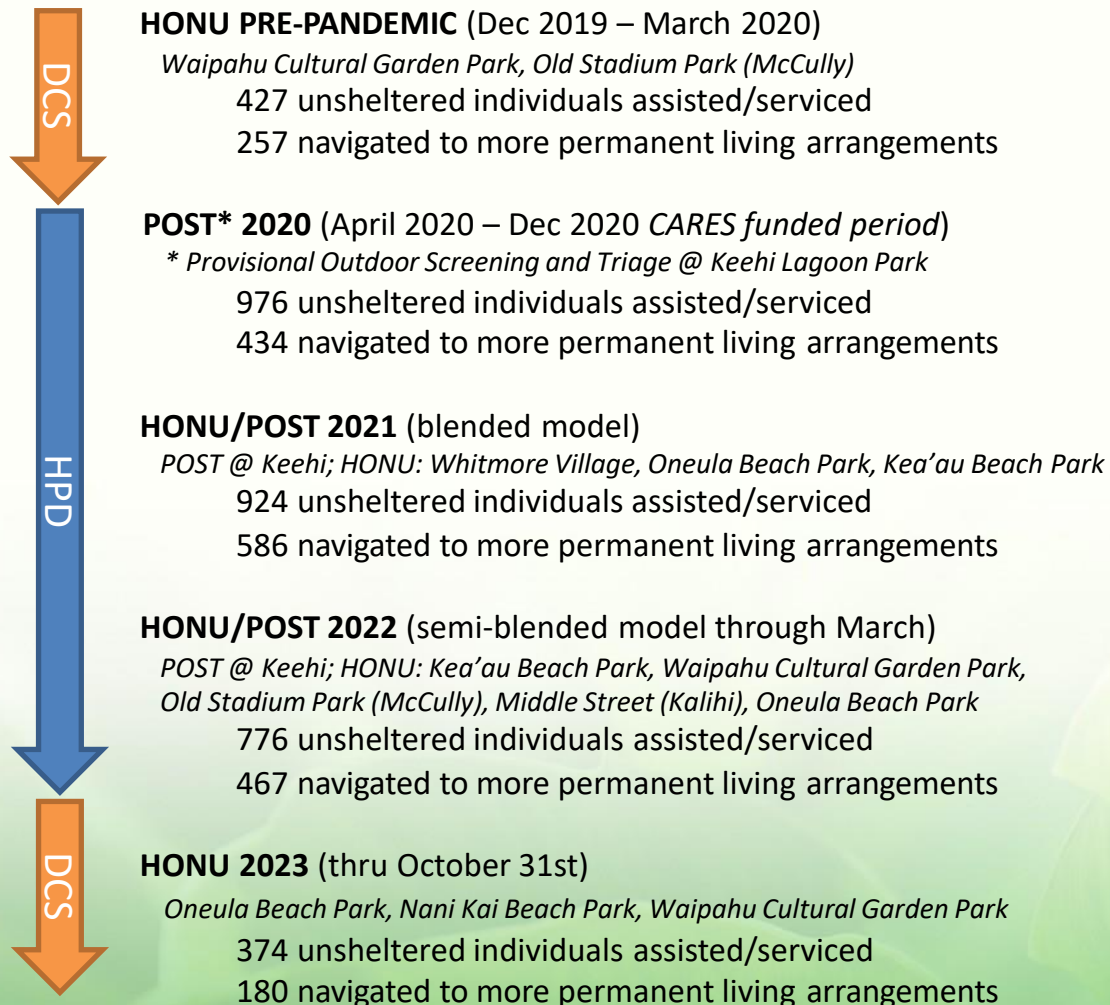 DCS
HONU PRE-PANDEMIC (Dec 2019 – March 2020)
Waipahu Cultural Garden Park, Old Stadium Park (McCully)
427 unsheltered individuals assisted/serviced
257 navigated to more permanent living arrangements
HPD
POST* 2020 (April 2020 – Dec 2020 CARES funded period)
* Provisional Outdoor Screening and Triage @ Keehi Lagoon Park
976 unsheltered individuals assisted/serviced
434 navigated to more permanent living arrangements
HONU/POST 2021 (blended model)
POST @ Keehi; HONU: Whitmore Village, Oneula Beach Park, Kea’au Beach Park
924 unsheltered individuals assisted/serviced
586 navigated to more permanent living arrangements
HONU/POST 2022 (semi-blended model through March)
POST @ Keehi; HONU: Kea’au Beach Park, Waipahu Cultural Garden Park,
Old Stadium Park (McCully), Middle Street (Kalihi), Oneula Beach Park
776 unsheltered individuals assisted/serviced
467 navigated to more permanent living arrangements
DCS
HONU 2023 (thru October 31st)
Oneula Beach Park, Nani Kai Beach Park, Waipahu Cultural Garden Park
374 unsheltered individuals assisted/serviced
180 navigated to more permanent living arrangements